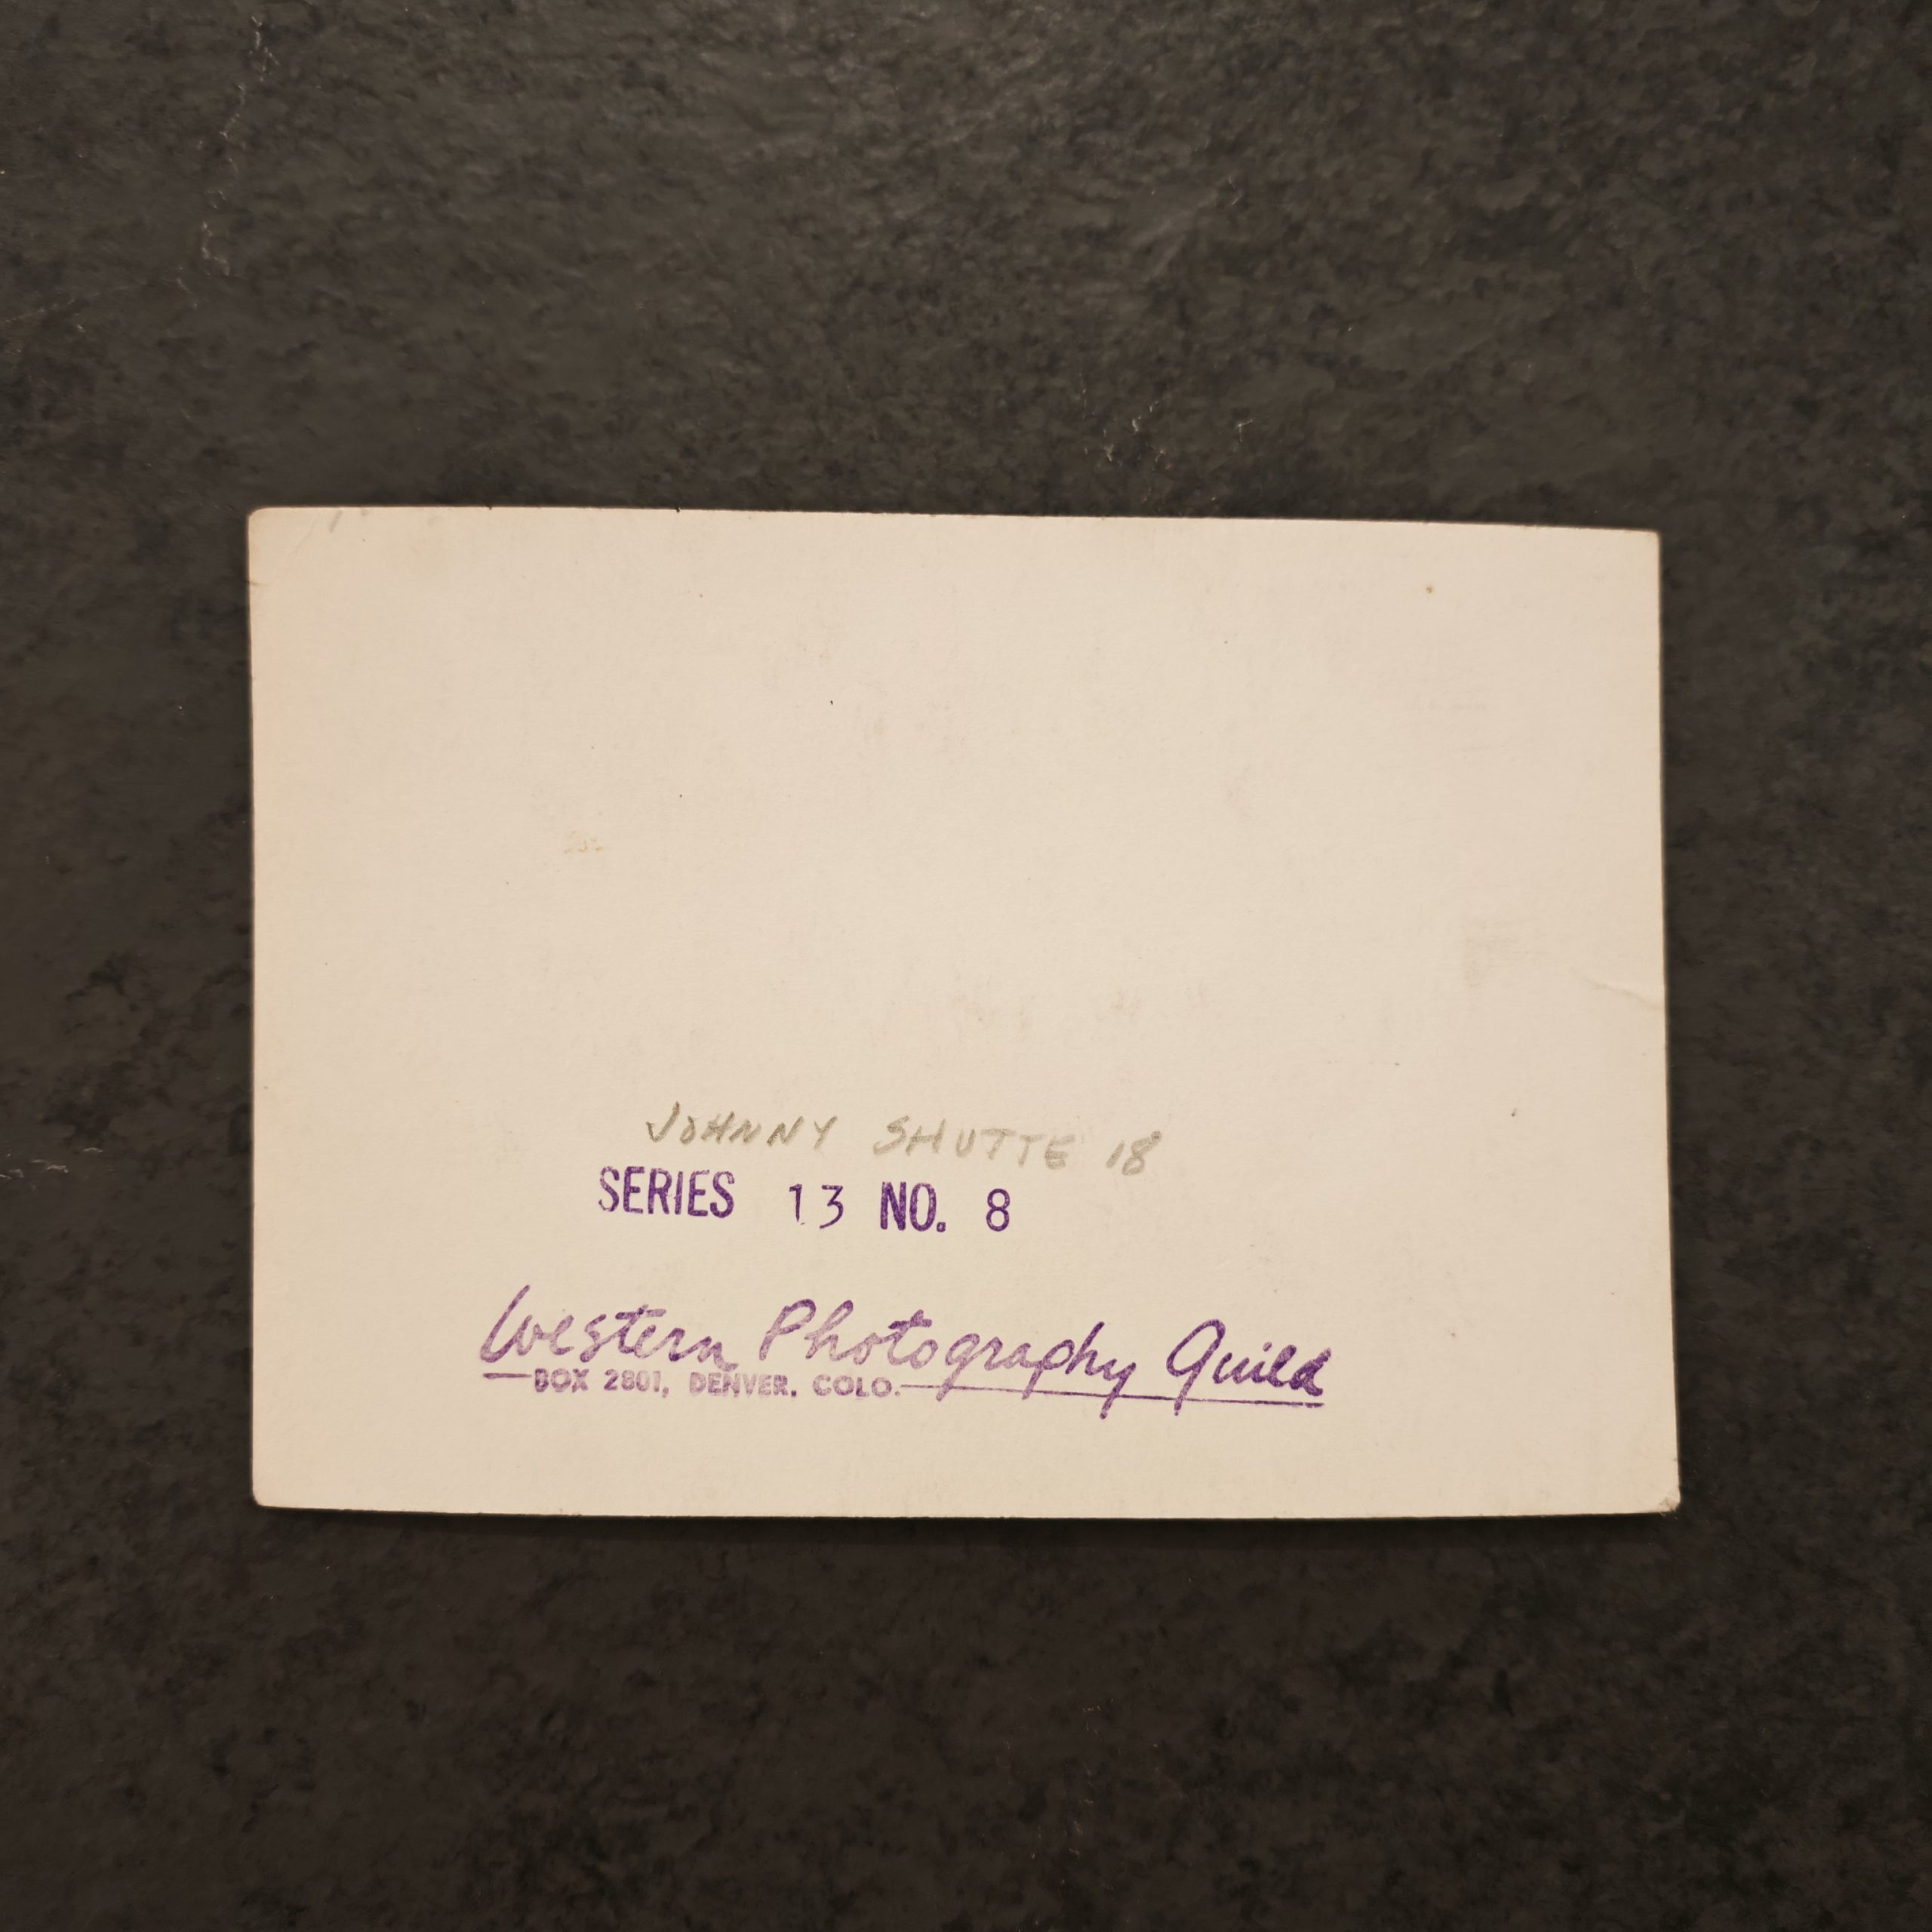 JOHNNY SHUTTE 18
SERIES 13 NO. 8
Western Photography Guild
BOX 2801, DENVER, COLO.